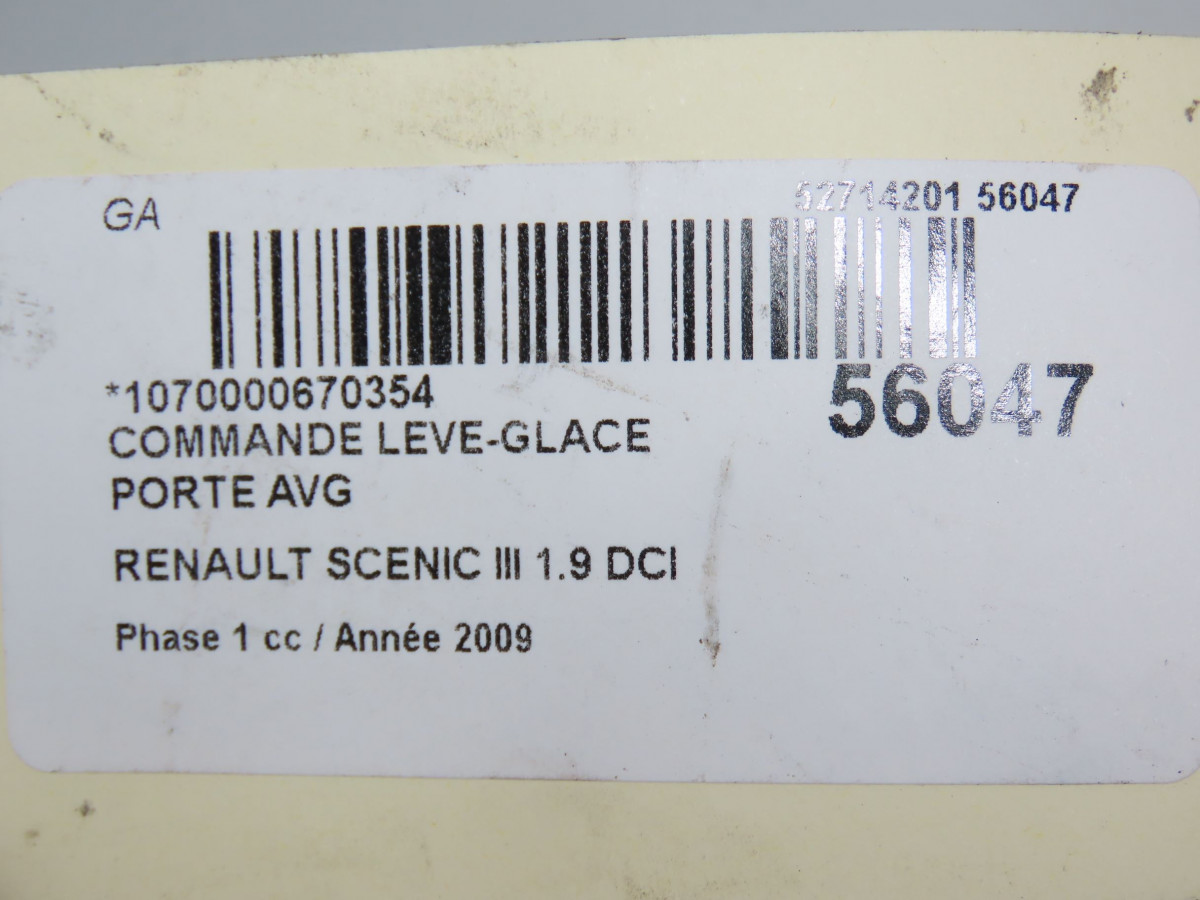 GA
52714201 56047
*1070000670354
56047
COMMANDE LEVE-GLACE
PORTE AVG
RENAULT SCENIC III 1.9 DCI
Phase 1 cc / Année 2009